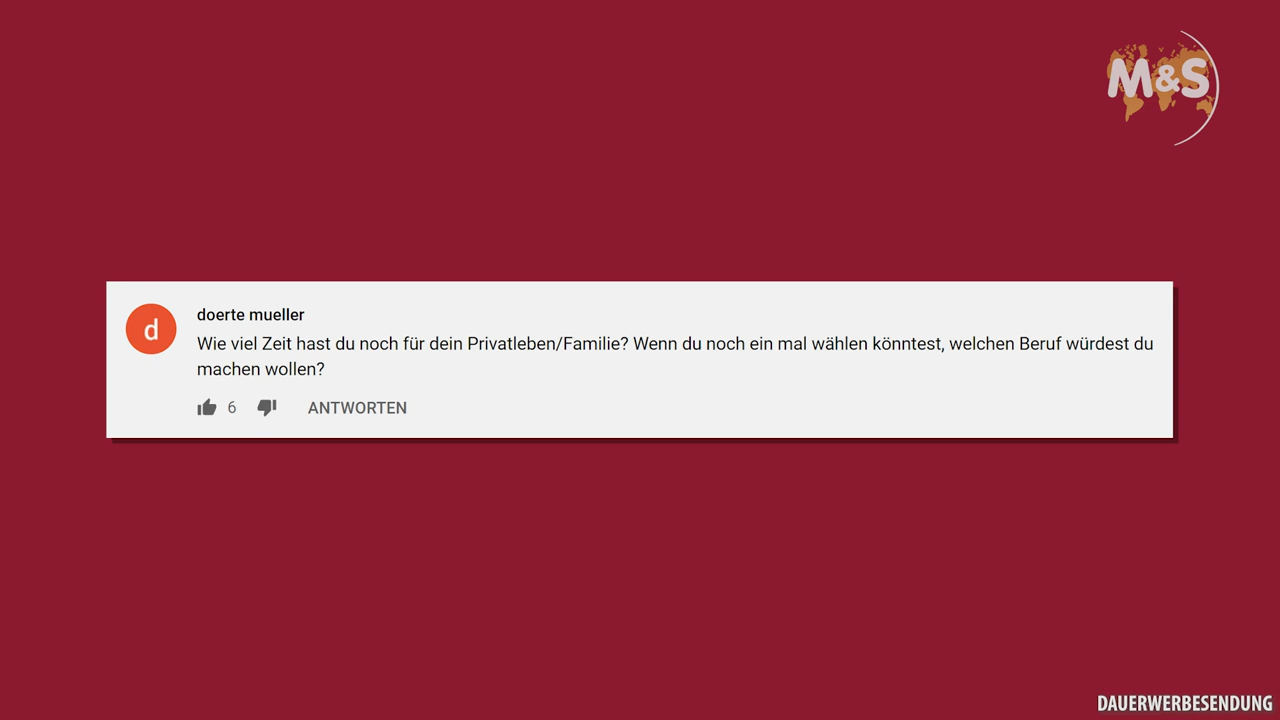 M&S
doerte mueller
Wie viel Zeit hast du noch für dein Privatleben/Familie? Wenn du noch ein mal wählen könntest, welchen Beruf würdest du
machen wollen?
6 ANTWORTEN
DAUERWERBESENDUNG